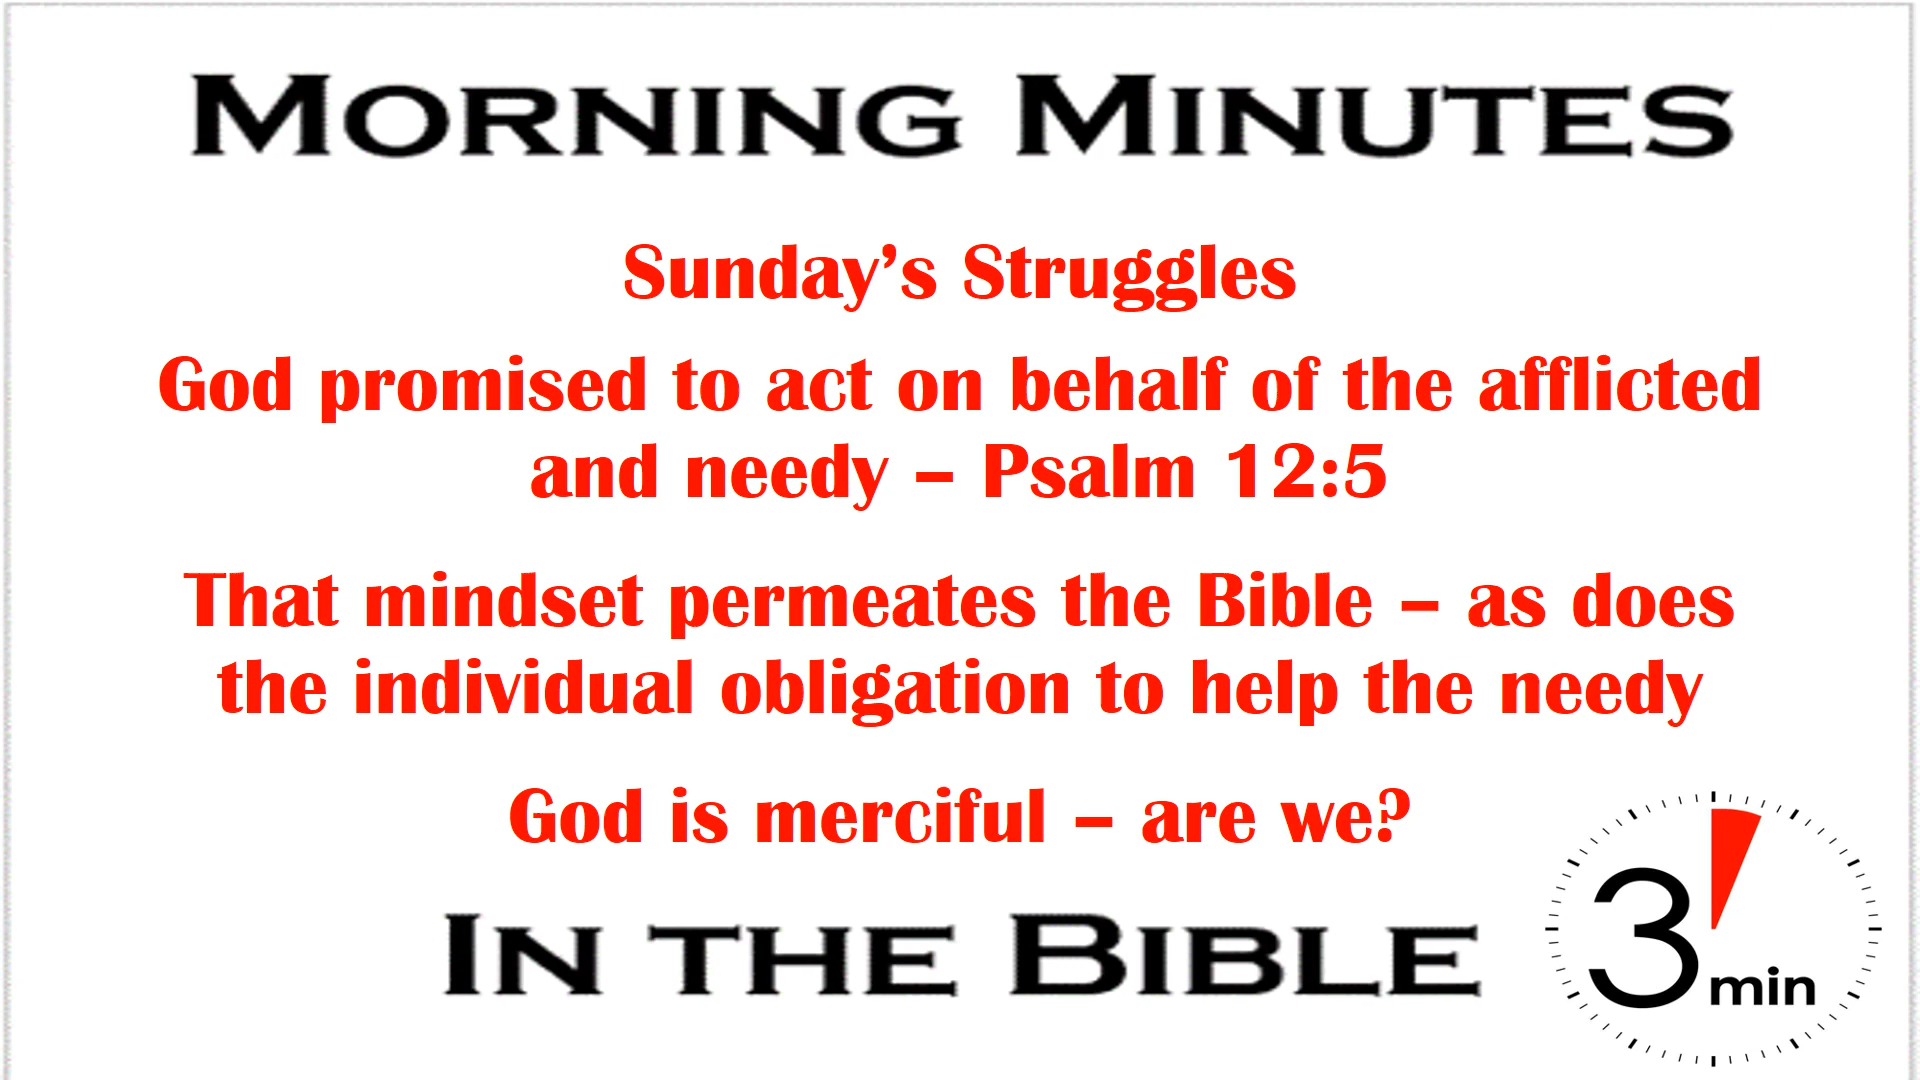 MORNING MINUTES
Sunday’s Struggles
God promised to act on behalf of the afflicted
and needy – Psalm 12:5
That mindset permeates the Bible – as does
the individual obligation to help the needy
God is merciful – are we?
IN THE BIBLE
3 min